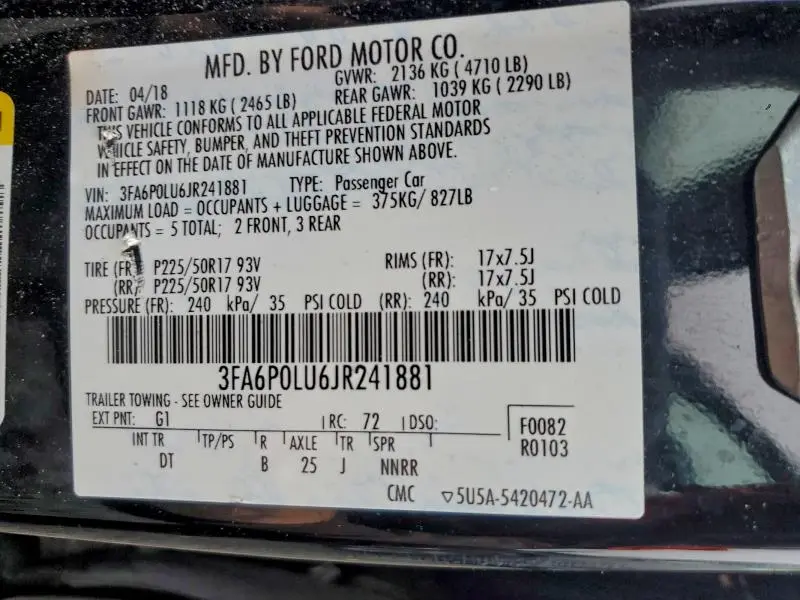 MFD. BY FORD MOTOR CO.
DATE: 04/18 GVWR: 2136 KG ( 4710 LB)
FRONT GAWR: 1118 KG ( 2465 LB) REAR GAWR: 1039 KG ( 2290 LB)
THIS VEHICLE CONFORMS TO ALL APPLICABLE FEDERAL MOTOR
VEHICLE SAFETY, BUMPER, AND THEFT PREVENTION STANDARDS
IN EFFECT ON THE DATE OF MANUFACTURE SHOWN ABOVE.
VIN: 3FA6P0LU6JR241881 TYPE: Passenger Car
MAXIMUM LOAD = OCCUPANTS + LUGGAGE = 375KG/ 827LB
OCCUPANTS = 5 TOTAL; 2 FRONT, 3 REAR
TIRE (FR) P225/50R17 93V RIMS (FR): 17x7.5J
(RR) P225/50R17 93V (RR): 17x7.5J
PRESSURE (FR): 240 kPa/ 35 PSI COLD (RR): 240 kPa/ 35 PSI COLD
3FA6P0LU6JR241881
TRAILER TOWING - SEE OWNER GUIDE
EXT PNT: G1 RC: 72 DSO: F0082
INT TR TP/PS R AXLE TR SPR R0103
DT B 25 J NNRR
CMC 5U5A-5420472-AA